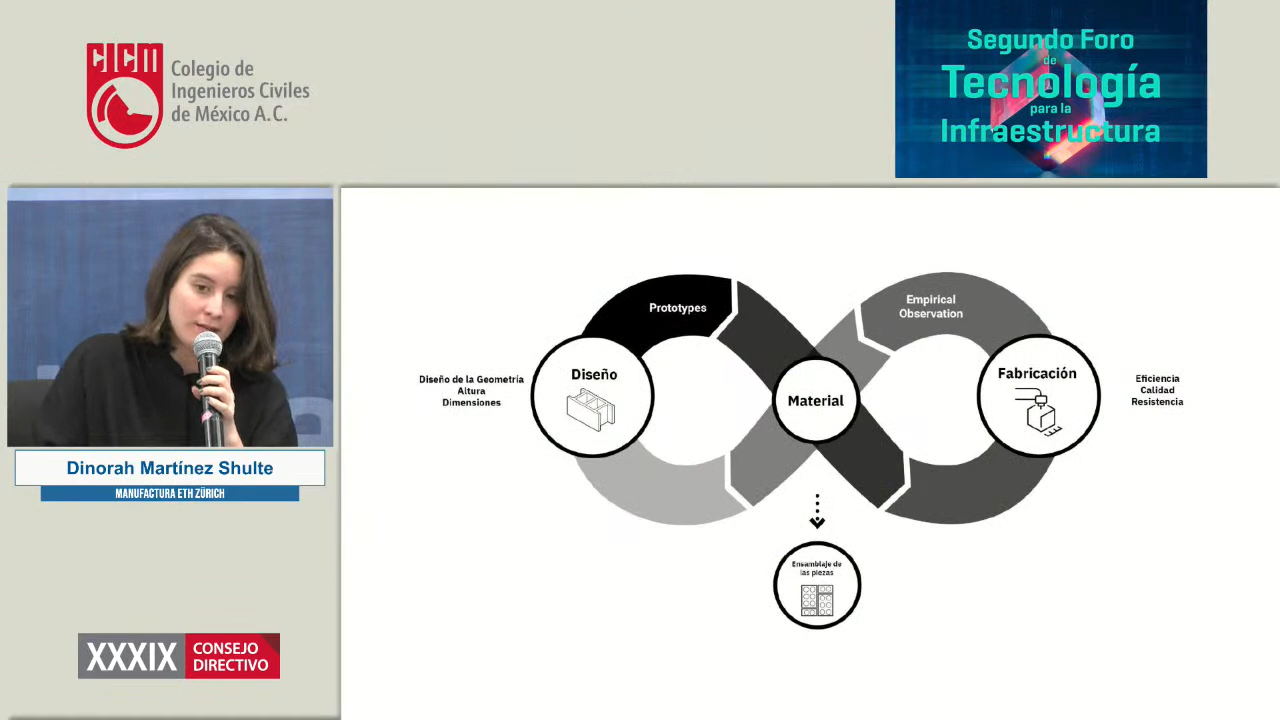 CICM
Colegio de
Ingenieros Civiles
de México A.C.
Segundo Foro
de
Tecnología
para la
Infraestructura
Dinorah Martínez Shulte
MANUFACTURA ETH ZÜRICH
XXXIX
CONSEJO
DIRECTIVO
Prototypes
Empirical
Observation
Diseño de la Geometría
Altura
Dimensiones
Diseño
Material
Fabricación
Eficiencia
Calidad
Resistencia
Ensamblaje de
las piezas